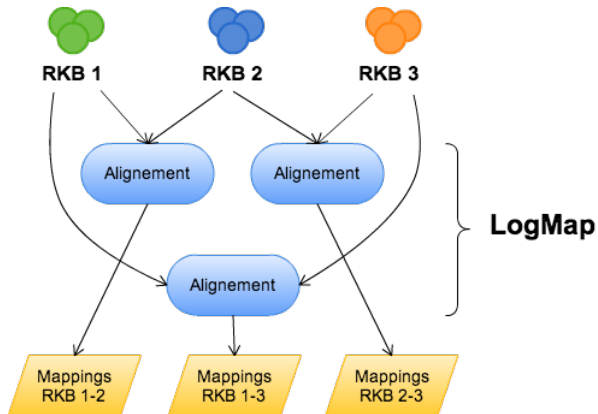 RKB 1
RKB 2
RKB 3
Alignement
Alignement
LogMap
Alignement
Mappings
RKB 1-2
Mappings
RKB 1-3
Mappings
RKB 2-3